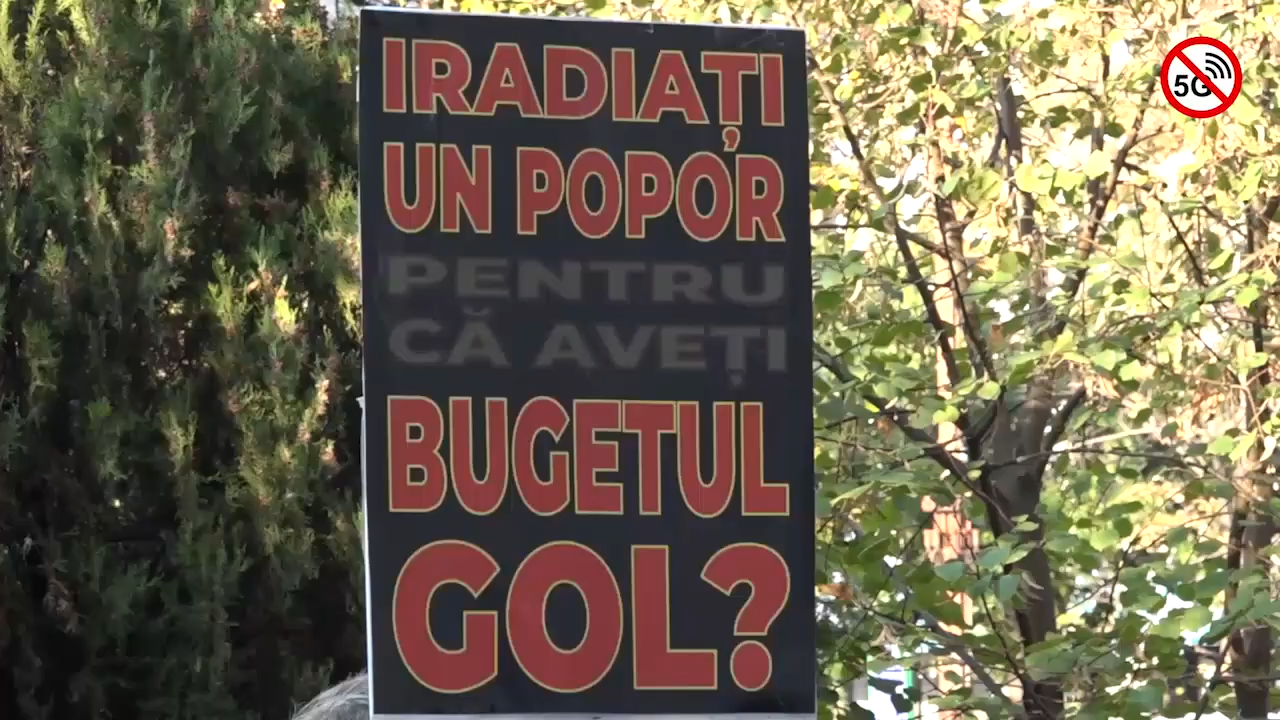 IRADIAȚI
UN POPOR
PENTRU
CĂ AVEȚI
BUGETUL
GOL?
5G